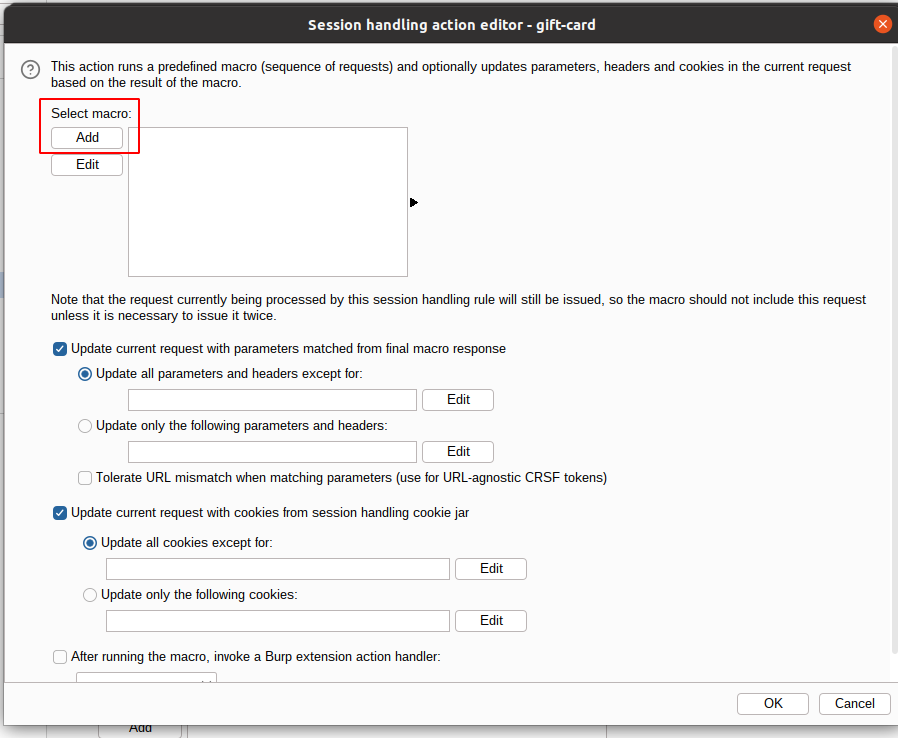 Session handling action editor - gift-card
This action runs a predefined macro (sequence of requests) and optionally updates parameters, headers and cookies in the current request
based on the result of the macro.
Select macro:
Add
Edit
Note that the request currently being processed by this session handling rule will still be issued, so the macro should not include this request
unless it is necessary to issue it twice.
Update current request with parameters matched from final macro response
Update all parameters and headers except for:
Edit
Update only the following parameters and headers:
Edit
Tolerate URL mismatch when matching parameters (use for URL-agnostic CRSF tokens)
Update current request with cookies from session handling cookie jar
Update all cookies except for:
Edit
Update only the following cookies:
Edit
After running the macro, invoke a Burp extension action handler:
OK Cancel
Add